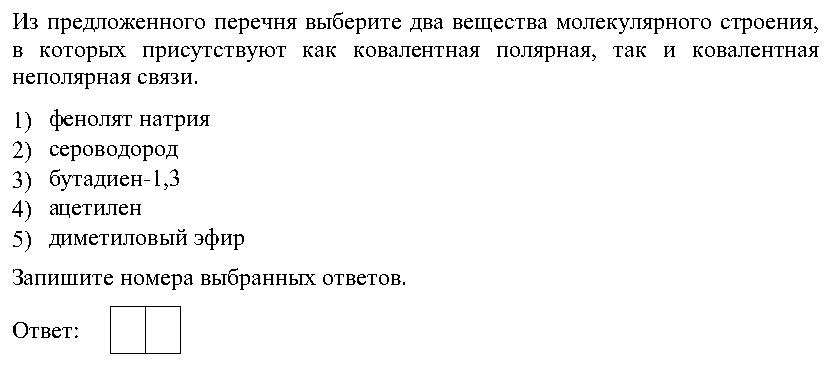 Из предложенного перечня выберите два вещества молекулярного строения,
в которых присутствуют как ковалентная полярная, так и ковалентная
неполярная связи.
1) фенолят натрия
2) сероводород
3) бутадиен-1,3
4) ацетилен
5) диметиловый эфир
Запишите номера выбранных ответов.
Ответ: